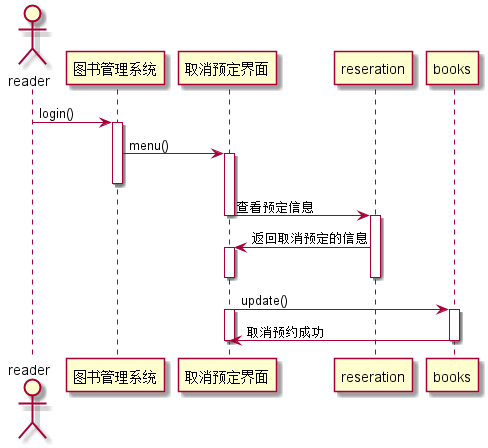 reader
图书管理系统
取消预定界面
reseration
books
login()
menu()
查看预定信息
返回取消预定的信息
update()
取消预约成功
reader
图书管理系统
取消预定界面
reseration
books